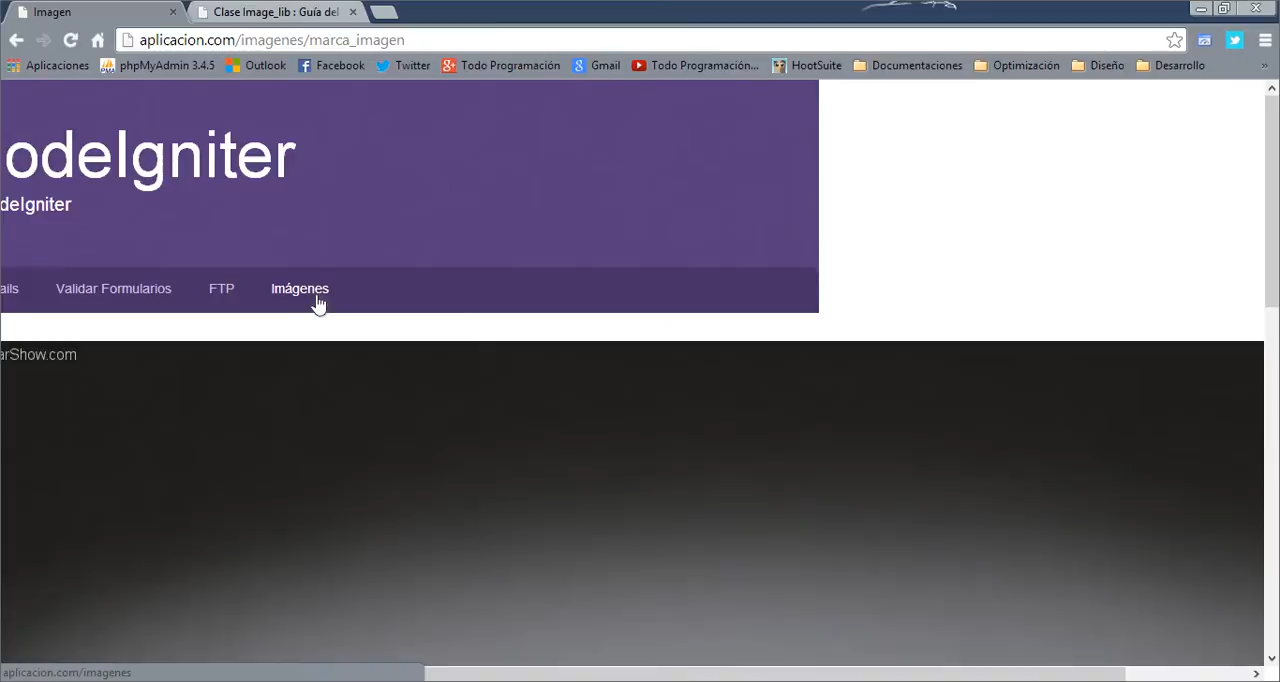 Imagen
Clase Image_lib : Guía del
aplicacion.com/imagenes/marca_imagen
Aplicaciones phpMyAdmin 3.4.5 Outlook Facebook Twitter Todo Programación Gmail Todo Programación... HootSuite Documentaciones Optimización Diseño Desarrollo »
odeIgniter
deIgniter
ails Validar Formularios FTP Imágenes
arShow.com
aplicacion.com/imagenes